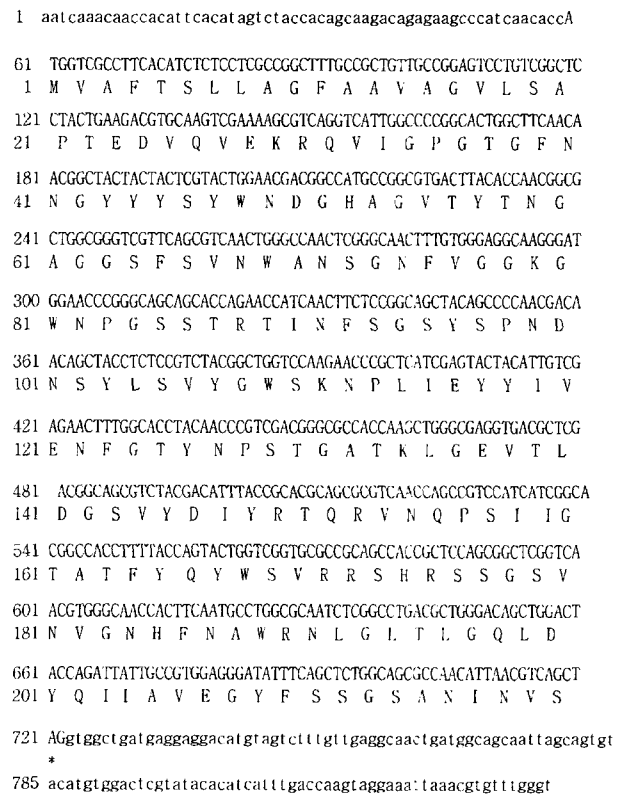 1 aatcaaacaaccacattcacatagtctaccacagcaagacagagaagcccatcaacaccA
61 TGGTCGCCTTCACATCTCTCCTCGCCGGCTTTGCCGCTGTTGCCGGAGTCCTGTCGGCTC
1 M V A F T S L L A G F A A V A G V L S A
121 CTACTGAAGACGTGCAAGTCGAAAAGCGTCAGGTCATTGGCCCCGGCACTGGCTTCAACA
21 P T E D V Q V E K R Q V I G P G T G F N
181 ACGGCTACTACTACTCGTACTGGAACGACGGCCATGCCGGCGTGACTTACACCAACGGCG
41 N G Y Y Y S Y W N D G H A G V T Y T N G
241 CTGGCGGGTCGTTCAGCGTCAACTGGGCCAACTCGGGCAACTTTGTGGGAGGCAAGGGAT
61 A G G S F S V N W A N S G N F V G G K G
300 GGAACCCGGGCAGCAGCACCAGAACCATCAACTTCTCCGGCAGCTACAGCCCCAACGACA
81 W N P G S S T R T I N F S G S Y S P N D
361 ACAGCTACCTCTCCGTCTACGGCTGGTCCAAGAACCCGCTCATCGAGTACTACATTGTCG
101 N S Y L S V Y G W S K N P L I E Y Y I V
421 AGAACTTTGGCACCTACAACCCGTCGACGGGCGCCACCAAGCTGGGCGAGGTGACGCTCG
121 E N F G T Y N P S T G A T K L G E V T L
481 ACGGCAGCGTCTACGACATTTACCGCACGCAGCGCGTCAACCAGCCGTCCATCATCGGCA
141 D G S V Y D I Y R T Q R V N Q P S I I G
541 CGGCCACCTTTTACCAGTACTGGTCGGTGCGCCGCAGCCACCGCTCCAGCGGCTCGGTCA
161 T A T F Y Q Y W S V R R S H R S S G S V
601 ACGTGGGCAACCACTTCAATGCCTGGCGCAATCTCGGCCTGACGCTGGGACAGCTGGACT
181 N V G N H F N A W R N L G L T L G Q L D
661 ACCAGATTATTGCCGTGGAGGGATATTTCAGCTCTGGCAGCGCCAACATTAACGTCAGCT
201 Y Q I I A V E G Y F S S G S A N I N V S
721 AGgtggctgatgaggaggacatgtagtctttgttgaggcaactgatggcagcaattagcagtgt
*
785 acatgtggactcgtatacacatcatttgaccaagtaggaaa:taaacgtgtttgggt